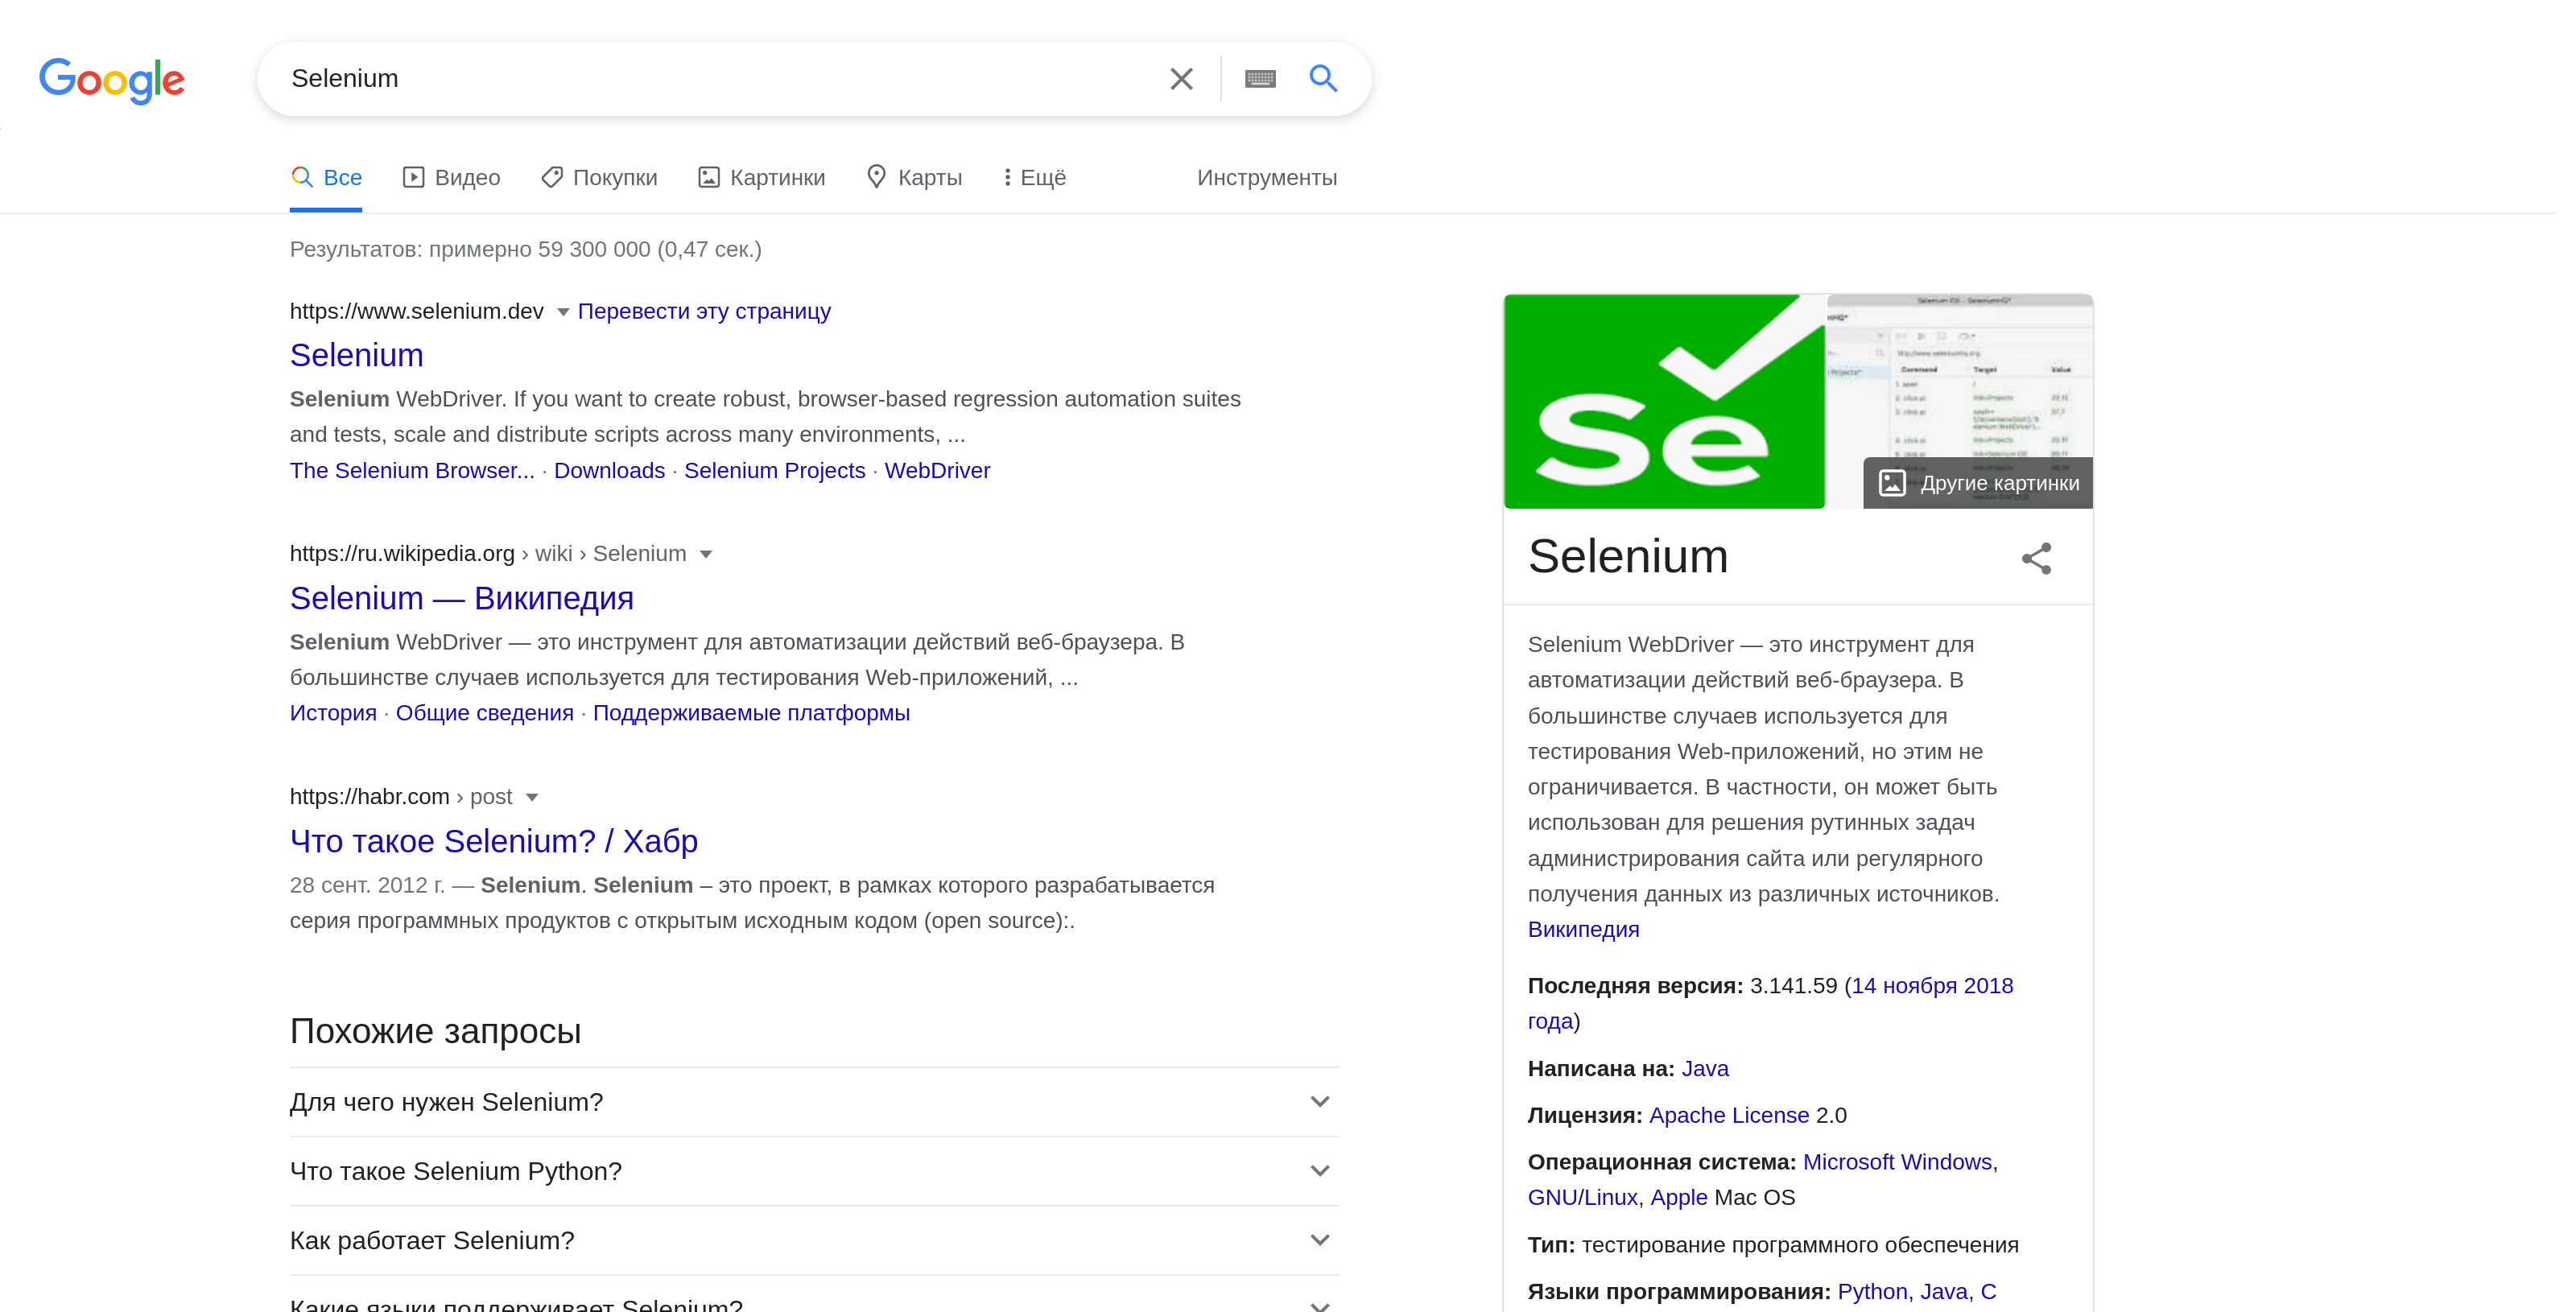 Google
Selenium
Все
Видео
Покупки
Картинки
Карты
Ещё
Инструменты
Результатов: примерно 59 300 000 (0,47 сек.)
https://www.selenium.dev Перевести эту страницу
Selenium
Selenium WebDriver. If you want to create robust, browser-based regression automation suites
and tests, scale and distribute scripts across many environments, ...
The Selenium Browser... · Downloads · Selenium Projects · WebDriver
https://ru.wikipedia.org › wiki › Selenium
Selenium — Википедия
Selenium WebDriver — это инструмент для автоматизации действий веб-браузера. В
большинстве случаев используется для тестирования Web-приложений, ...
История · Общие сведения · Поддерживаемые платформы
https://habr.com › post
Что такое Selenium? / Хабр
28 сент. 2012 г. — Selenium. Selenium – это проект, в рамках которого разрабатывается
серия программных продуктов с открытым исходным кодом (open source):.
Похожие запросы
Для чего нужен Selenium?
Что такое Selenium Python?
Как работает Selenium?
Какие языки поддерживает Selenium?
Se
Selenium IDE - SeleniumHQ*
http://www.seleniumhq.org
Command Target Value
Другие картинки
Selenium
Selenium WebDriver — это инструмент для
автоматизации действий веб-браузера. В
большинстве случаев используется для
тестирования Web-приложений, но этим не
ограничивается. В частности, он может быть
использован для решения рутинных задач
администрирования сайта или регулярного
получения данных из различных источников.
Википедия
Последняя версия: 3.141.59 (14 ноября 2018
года)
Написана на: Java
Лицензия: Apache License 2.0
Операционная система: Microsoft Windows,
GNU/Linux, Apple Mac OS
Тип: тестирование программного обеспечения
Языки программирования: Python, Java, C